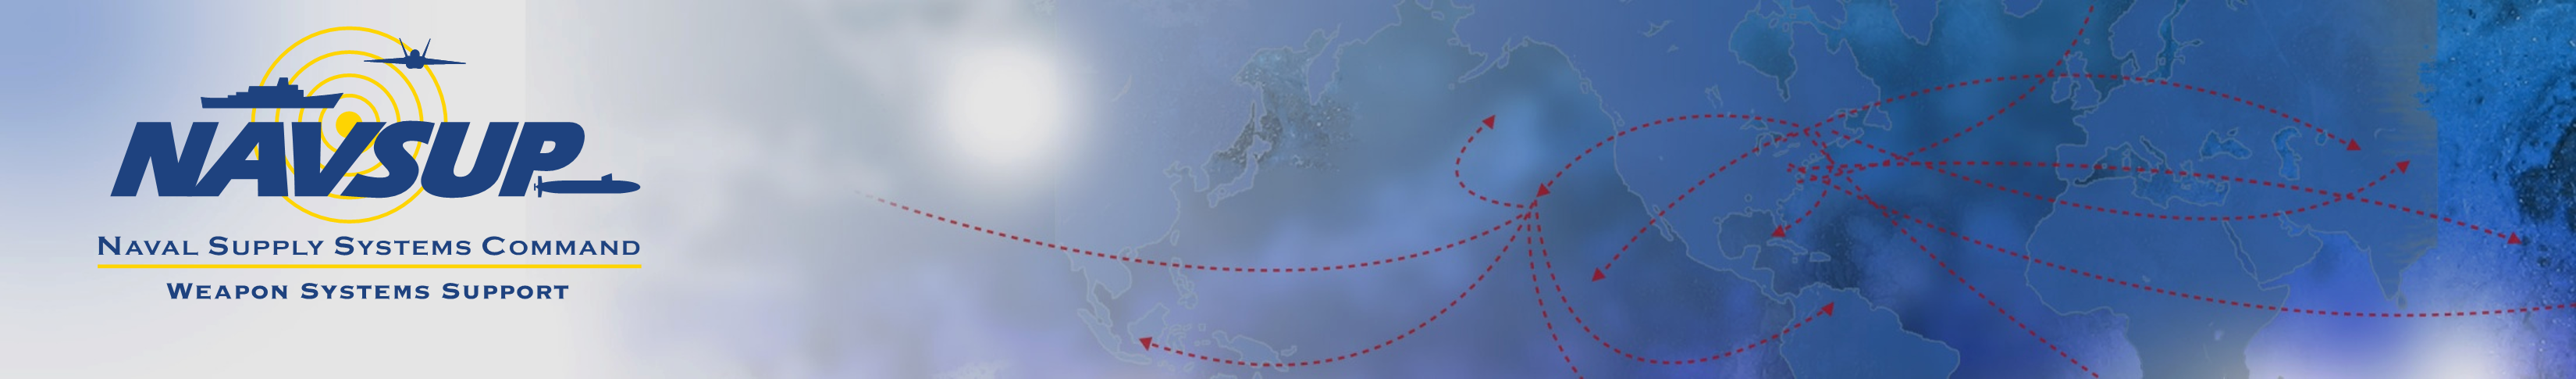 NAVSUP
NAVAL SUPPLY SYSTEMS COMMAND
WEAPON SYSTEMS SUPPORT